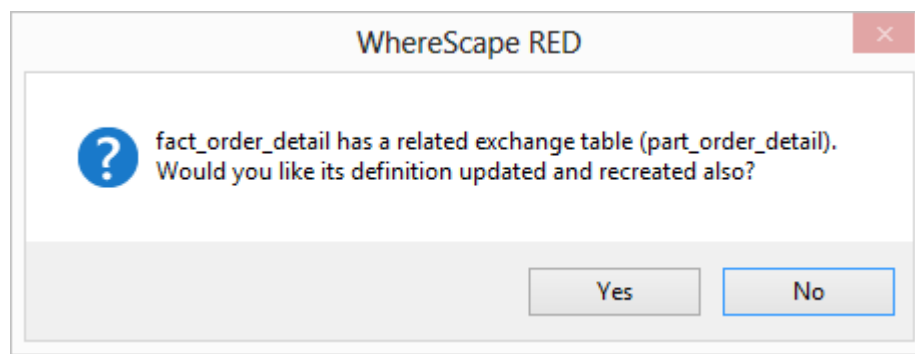 WhereScape RED
fact_order_detail has a related exchange table (part_order_detail).
Would you like its definition updated and recreated also?
Yes
No